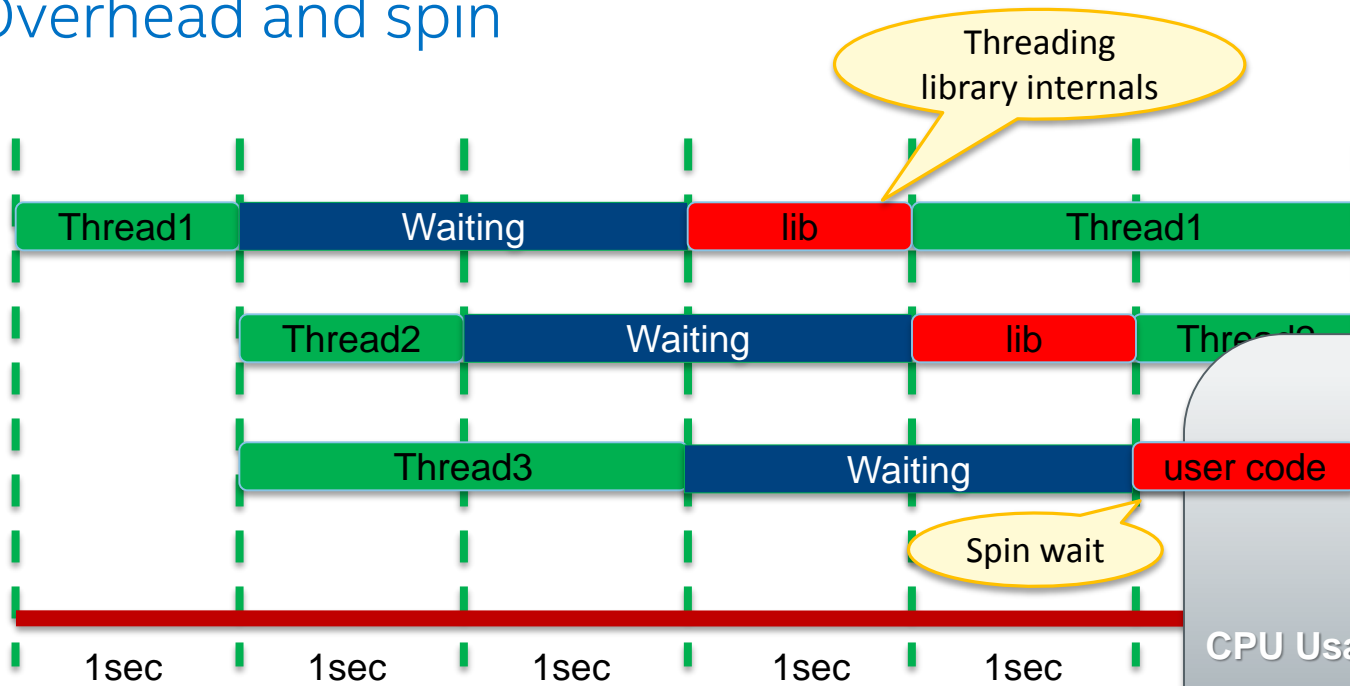 Overhead and spin
Threading
library internals
Thread1 Waiting lib Thread1
Thread2 Waiting lib
Thread3 Waiting user code
Spin wait
1sec 1sec 1sec 1sec 1sec
CPU